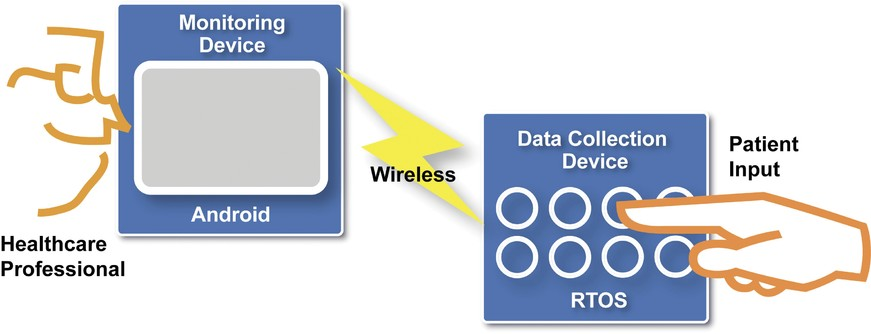 Monitoring
Device
Android
Healthcare
Professional
Wireless
Data Collection
Device
RTOS
Patient
Input